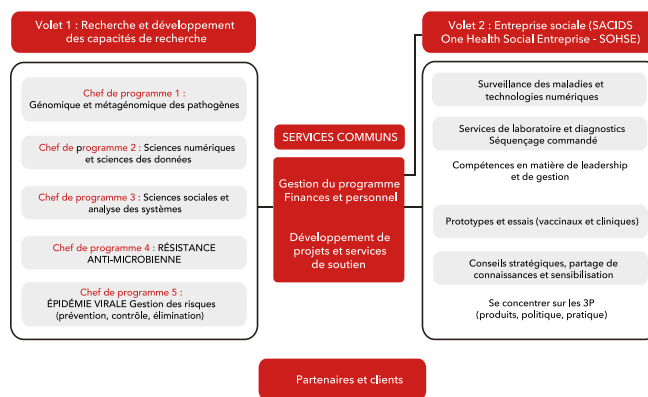 Volet 1 : Recherche et développement
des capacités de recherche
Chef de programme 1 :
Génomique et métagénomique des pathogènes
Chef de programme 2 : Sciences numériques
et sciences des données
Chef de programme 3 : Sciences sociales et
analyse des systèmes
Chef de programme 4 : RÉSISTANCE
ANTI-MICROBIENNE
Chef de programme 5 :
ÉPIDÉMIE VIRALE Gestion des risques
(prévention, contrôle, élimination)
SERVICES COMMUNS
Gestion du programme
Finances et personnel
Développement de
projets et services
de soutien
Volet 2 : Entreprise sociale (SACIDS
One Health Social Entreprise - SOHSE)
Surveillance des maladies et
technologies numériques
Services de laboratoire et diagnostics
Séquençage commandé
Compétences en matière de leadership
et de gestion
Prototypes et essais (vaccinaux et cliniques)
Conseils stratégiques, partage de
connaissances et sensibilisation
Se concentrer sur les 3P
(produits, politique, pratique)
Partenaires et clients